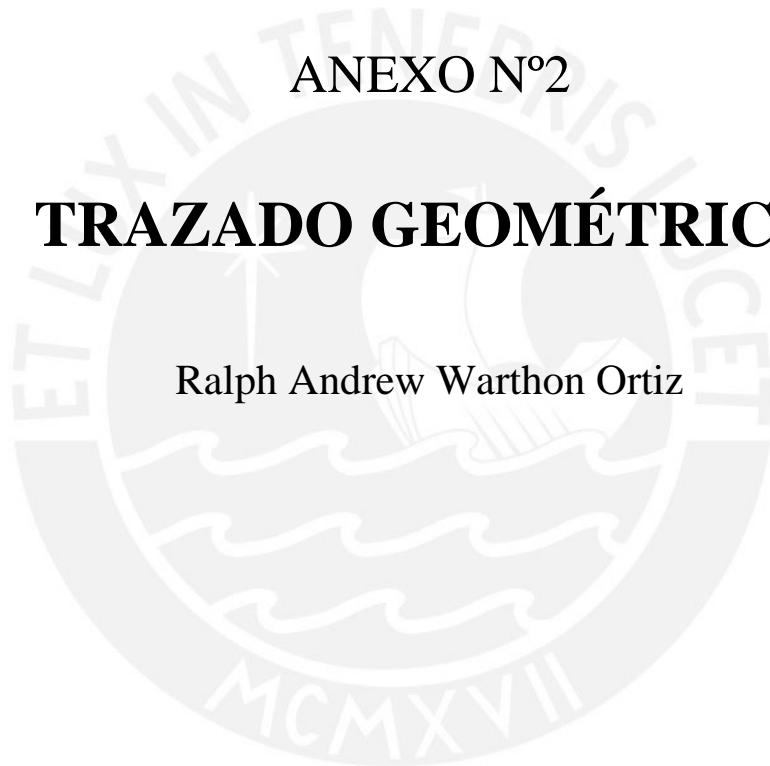 ANEXO Nº2
TRAZADO GEOMÉTRIC
Ralph Andrew Warthon Ortiz
ET LUX IN TENEBRIS LUCET
MCMXVII